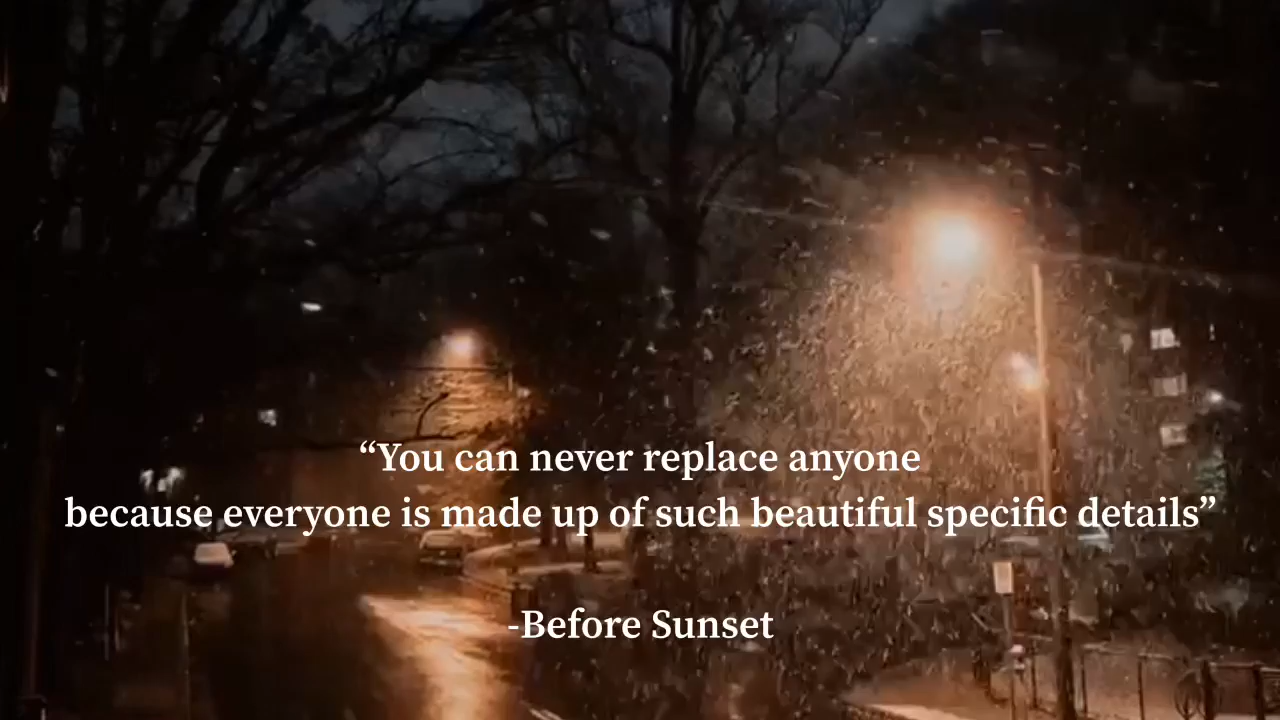 “You can never replace anyone
because everyone is made up of such beautiful specific details”
-Before Sunset